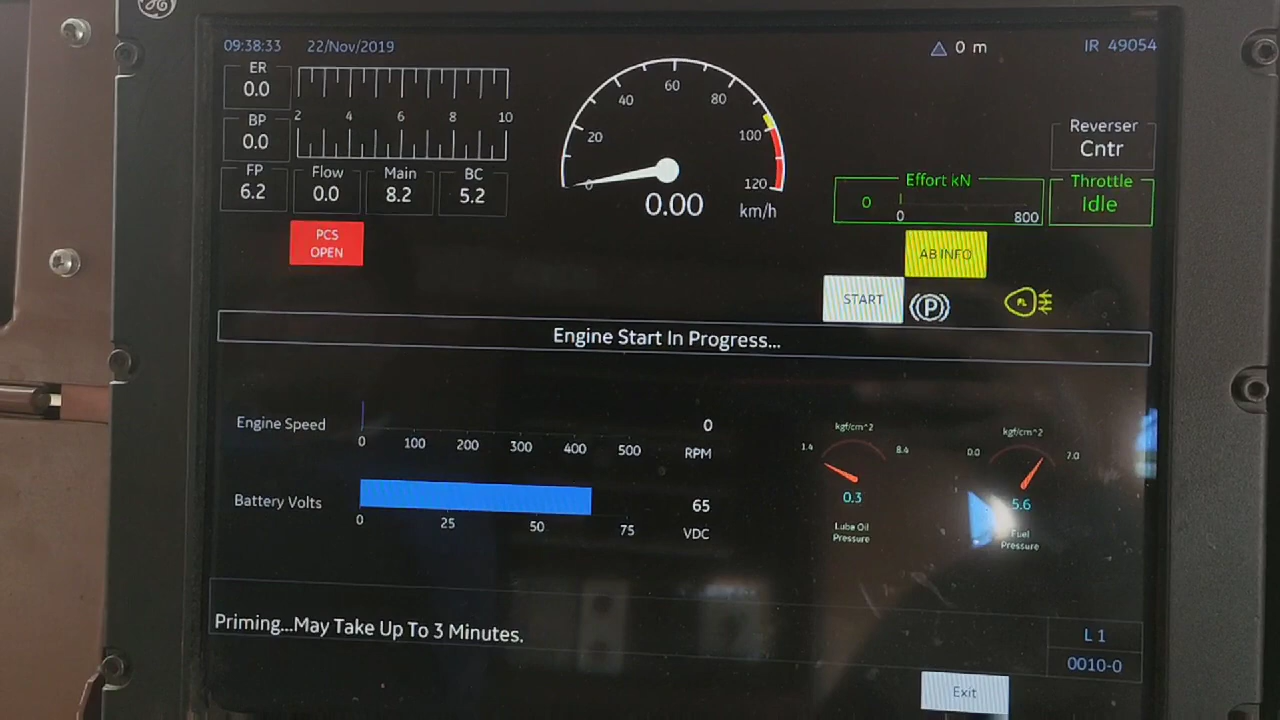 09:38:33 22/Nov/2019 0 m IR 49054
ER
0.0
BP
0.0
2 4 6 8 10
FP
6.2
Flow
0.0
Main
8.2
BC
5.2
0 20 40 60 80 100 120
0.00 km/h
Reverser
Cntr
Effort kN
0
0 800
Throttle
Idle
PCS
OPEN
AB INFO
START
P
Engine Start In Progress...
Engine Speed
0 100 200 300 400 500
0
RPM
Battery Volts
0 25 50 75
65
VDC
kgf/cm^2
1.4 8.4
0.3
Lube Oil
Pressure
kgf/cm^2
0.0 7.0
5.6
Fuel
Pressure
Priming...May Take Up To 3 Minutes.
L 1
0010-0
Exit